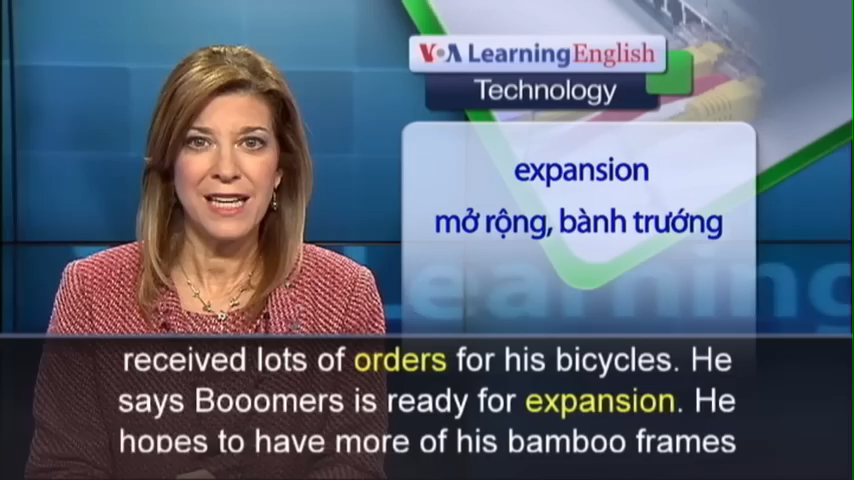 VOA Learning English
Technology
expansion
mở rộng, bành trướng
Learning
received lots of orders for his bicycles. He
says Booomers is ready for expansion. He
hopes to have more of his bamboo frames